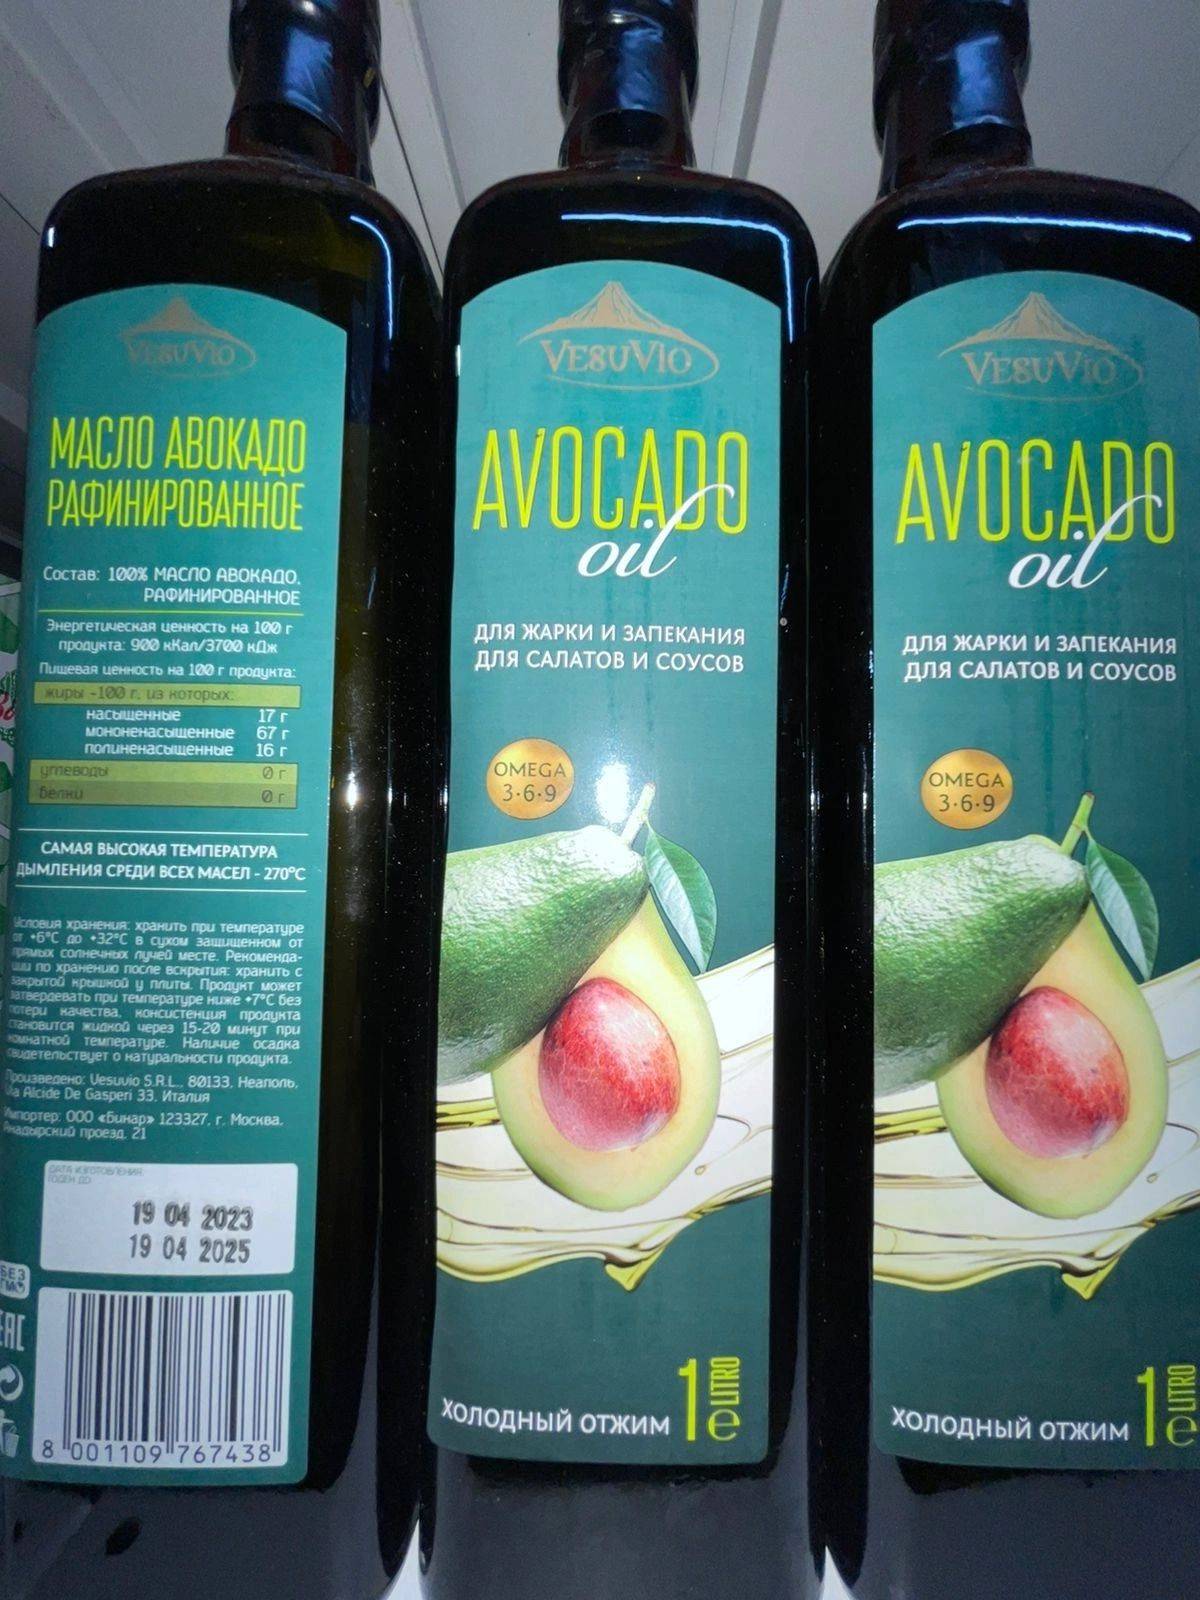 VESUVIO
МАСЛО АВОКАДО
РАФИНИРОВАННОЕ
Состав: 100% МАСЛО АВОКАДО,
РАФИНИРОВАННОЕ
Энергетическая ценность на 100 г
продукта: 900 кКал/3700 кДж
Пищевая ценность на 100 г продукта:
жиры -100 г, из которых:
насыщенные 17 г
мононенасыщенные 67 г
полиненасыщенные 16 г
углеводы 0 г
белки 0 г
САМАЯ ВЫСОКАЯ ТЕМПЕРАТУРА
ДЫМЛЕНИЯ СРЕДИ ВСЕХ МАСЕЛ - 270°C
Условия хранения: хранить при температуре
от +6°C до +32°C в сухом защищенном от
прямых солнечных лучей месте. Рекоменда-
ции по хранению после вскрытия: хранить с
закрытой крышкой у плиты. Продукт может
затвердевать при температуре ниже +7°C без
потери качества, консистенция продукта
становится жидкой через 15-20 минут при
комнатной температуре. Наличие осадка
свидетельствует о натуральности продукта.
Произведено: Vesuvio S.R.L., 80133, Неаполь,
Via Alcide De Gasperi 33, Италия
Импортер: ООО «Бинар» 123327, г. Москва,
Анадырский проезд, 21
ДАТА ИЗГОТОВЛЕНИЯ
ГОДЕН ДО
19 04 2023
19 04 2025
БЕЗ
ГМО
EAC
8 001109 767438
VESUVIO
AVOCADO
oil
ДЛЯ ЖАРКИ И ЗАПЕКАНИЯ
ДЛЯ САЛАТОВ И СОУСОВ
OMEGA
3·6·9
ХОЛОДНЫЙ ОТЖИМ 1 e LITRO
VESUVIO
AVOCADO
oil
ДЛЯ ЖАРКИ И ЗАПЕКАНИЯ
ДЛЯ САЛАТОВ И СОУСОВ
OMEGA
3·6·9
ХОЛОДНЫЙ ОТЖИМ 1 e LITRO